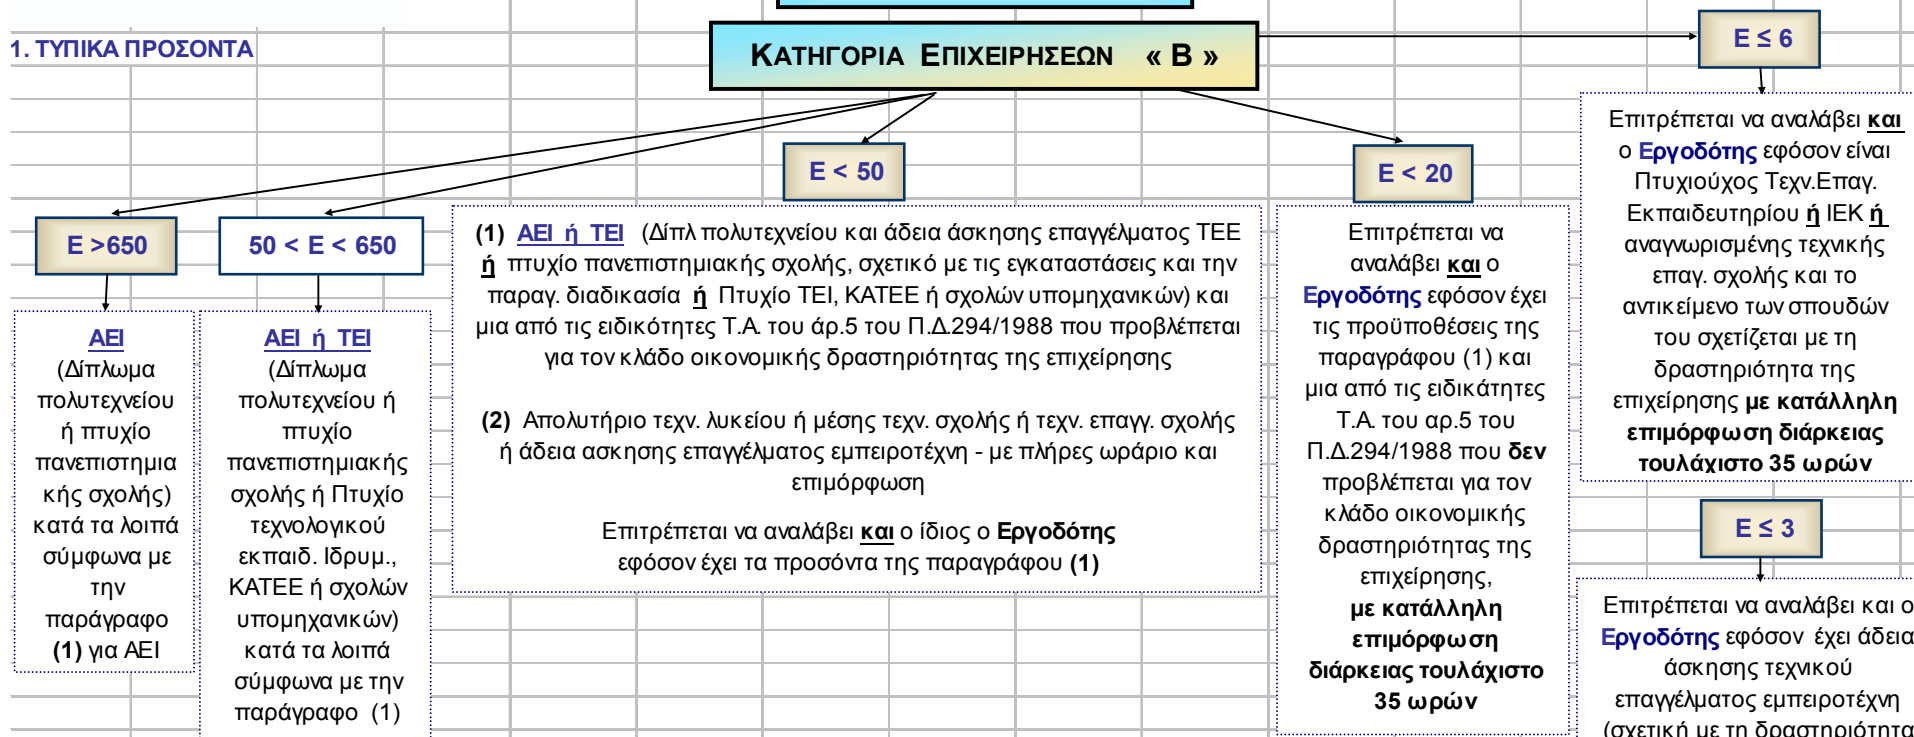 1. ΤΥΠΙΚΑ ΠΡΟΣΟΝΤΑ
ΚΑΤΗΓΟΡΙΑ ΕΠΙΧΕΙΡΗΣΕΩΝ « Β »
Ε ≤ 6
Επιτρέπεται να αναλάβει και
ο Εργοδότης εφόσον είναι
Πτυχιούχος Τεχν.Επαγ.
Εκπαιδευτηρίου ή ΙΕΚ ή
αναγνωρισμένης τεχνικής
επαγ. σχολής και το
αντικείμενο των σπουδών
του σχετίζεται με τη
δραστηριότητα της
επιχείρησης με κατάλληλη
επιμόρφωση διάρκειας
τουλάχιστο 35 ωρών
Ε >650
ΑΕΙ
(Δίπλωμα
πολυτεχνείου
ή πτυχίο
πανεπιστημια
κής σχολής)
κατά τα λοιπά
σύμφωνα με
την
παράγραφο
(1) για ΑΕΙ
50 < Ε < 650
ΑΕΙ ή ΤΕΙ
(Δίπλωμα
πολυτεχνείου ή
πτυχίο
πανεπιστημιακής
σχολής ή Πτυχίο
τεχνολογικού
εκπαιδ. Ιδρυμ.,
ΚΑΤΕΕ ή σχολών
υπομηχανικών)
κατά τα λοιπά
σύμφωνα με την
παράγραφο (1)
Ε < 50
(1) ΑΕΙ ή ΤΕΙ (Δίπλ πολυτεχνείου και άδεια άσκησης επαγγέλματος ΤΕΕ
ή πτυχίο πανεπιστημιακής σχολής, σχετικό με τις εγκαταστάσεις και την
παραγ. διαδικασία ή Πτυχίο ΤΕΙ, ΚΑΤΕΕ ή σχολών υπομηχανικών) και
μια από τις ειδικότητες Τ.Α. του άρ.5 του Π.Δ.294/1988 που προβλέπεται
για τον κλάδο οικονομικής δραστηριότητας της επιχείρησης
(2) Απολυτήριο τεχν. λυκείου ή μέσης τεχν. σχολής ή τεχν. επαγγ. σχολής
ή άδεια ασκησης επαγγέλματος εμπειροτέχνη - με πλήρες ωράριο και
επιμόρφωση
Επιτρέπεται να αναλάβει και ο ίδιος ο Εργοδότης
εφόσον έχει τα προσόντα της παραγράφου (1)
Ε < 20
Επιτρέπεται να
αναλάβει και ο
Εργοδότης εφόσον έχει
τις προϋποθέσεις της
παραγράφου (1) και
μια από τις ειδικάτητες
Τ.Α. του αρ.5 του
Π.Δ.294/1988 που δεν
προβλέπεται για τον
κλάδο οικονομικής
δραστηριότητας της
επιχείρησης,
με κατάλληλη
επιμόρφωση
διάρκειας τουλάχιστο
35 ωρών
Ε ≤ 3
Επιτρέπεται να αναλάβει και ο
Εργοδότης εφόσον έχει άδεια
άσκησης τεχνικού
επαγγέλματος εμπειροτέχνη
(σχετική με τη δραστηριότητα